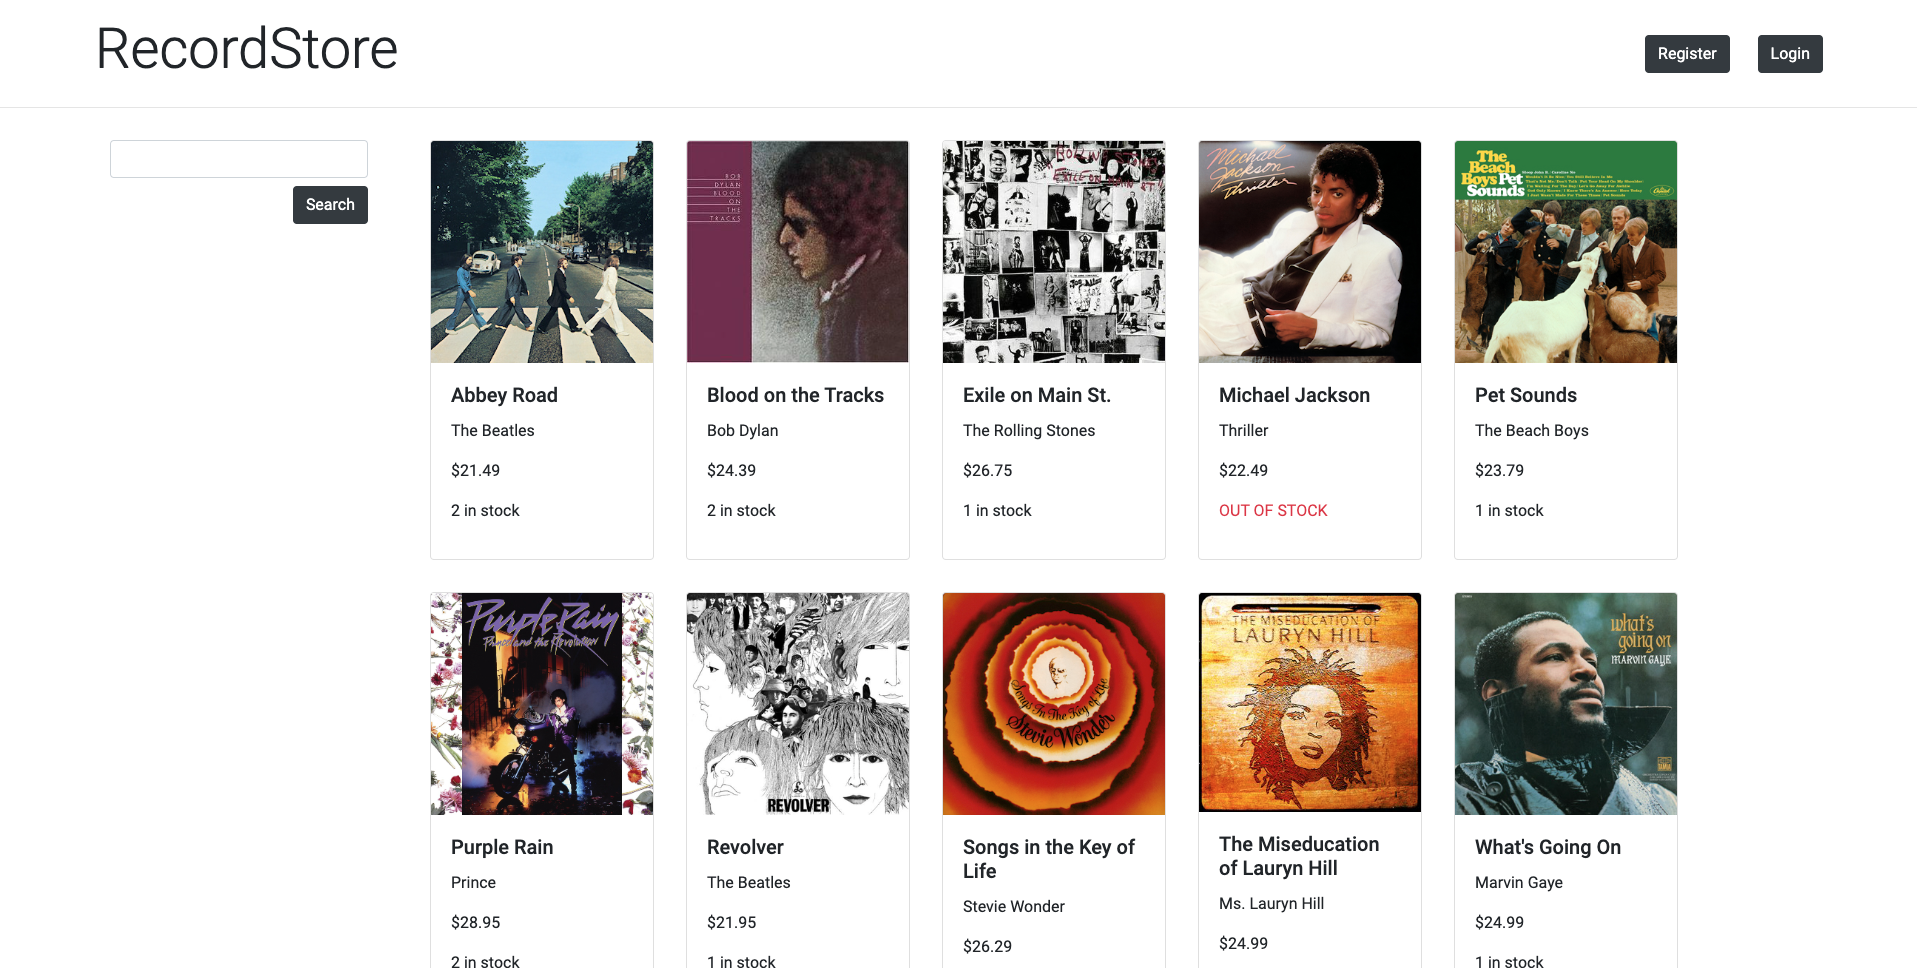 RecordStore
Register
Login
Search
BOB
DYLAN
BLOOD
ON
THE
TRACKS
ROLLING STONES
EXILE ON MAIN ST
Michael
Jackson
Thriller
The
Beach
Boys Pet
Sounds
Abbey Road
The Beatles
$21.49
2 in stock
Blood on the Tracks
Bob Dylan
$24.39
2 in stock
Exile on Main St.
The Rolling Stones
$26.75
1 in stock
Michael Jackson
Thriller
$22.49
OUT OF STOCK
Pet Sounds
The Beach Boys
$23.79
1 in stock
Purple Rain
Prince and the Revolution
REVOLVER
Songs In The Key of Life
Stevie Wonder
THE MISEDUCATION OF
LAURYN HILL
what's
going on
MARVIN GAYE
Purple Rain
Prince
$28.95
2 in stock
Revolver
The Beatles
$21.95
1 in stock
Songs in the Key of
Life
Stevie Wonder
$26.29
The Miseducation
of Lauryn Hill
Ms. Lauryn Hill
$24.99
What's Going On
Marvin Gaye
$24.99
1 in stock